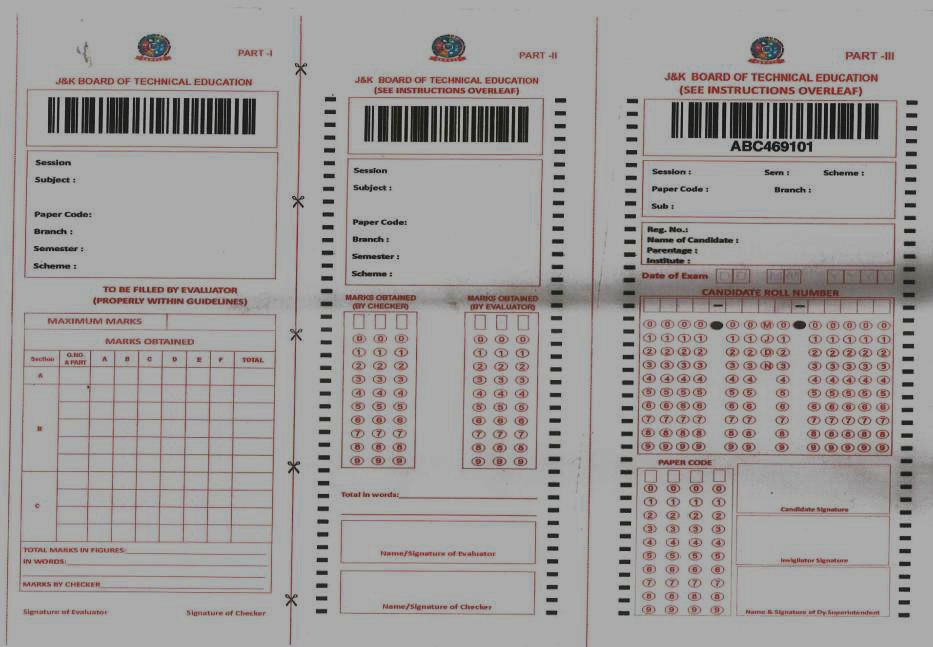 PART -I
J&K BOARD OF TECHNICAL EDUCATION
Session
Subject :
Paper Code:
Branch :
Semester :
Scheme :
TO BE FILLED BY EVALUATOR
(PROPERLY WITHIN GUIDELINES)
MAXIMUM MARKS
MARKS OBTAINED
Section Q.NO. & PART A B C D E F TOTAL
A
B
C
TOTAL MARKS IN FIGURES:
IN WORDS:
MARKS BY CHECKER
Signature of Evaluator Signature of Checker
PART -II
J&K BOARD OF TECHNICAL EDUCATION
(SEE INSTRUCTIONS OVERLEAF)
Session
Subject :
Paper Code:
Branch :
Semester :
Scheme :
MARKS OBTAINED MARKS OBTAINED
(BY CHECKER) (BY EVALUATOR)
0 0 0 0 0 0
1 1 1 1 1 1
2 2 2 2 2 2
3 3 3 3 3 3
4 4 4 4 4 4
5 5 5 5 5 5
6 6 6 6 6 6
7 7 7 7 7 7
8 8 8 8 8 8
9 9 9 9 9 9
Total in words:
Name/Signature of Evaluator
Name/Signature of Checker
PART -III
J&K BOARD OF TECHNICAL EDUCATION
(SEE INSTRUCTIONS OVERLEAF)
ABC469101
Session : Sem : Scheme :
Paper Code : Branch :
Sub :
Reg. No.:
Name of Candidate :
Parentage :
Institute :
Date of Exam D D M M Y Y Y Y
CANDIDATE ROLL NUMBER
0 0 0 0 0 0 M 0 0 0 0 0 0
1 1 1 1 1 1 J 1 1 1 1 1 1
2 2 2 2 2 2 D 2 2 2 2 2 2
3 3 3 3 3 3 N 3 3 3 3 3 3
4 4 4 4 4 4 4 4 4 4 4 4
5 5 5 5 5 5 5 5 5 5 5 5
6 6 6 6 6 6 6 6 6 6 6 6
7 7 7 7 7 7 7 7 7 7 7 7
8 8 8 8 8 8 8 8 8 8 8 8
9 9 9 9 9 9 9 9 9 9 9 9
PAPER CODE
0 0 0 0
1 1 1 1
2 2 2 2
3 3 3 3
4 4 4 4
5 5 5 5
6 6 6 6
7 7 7 7
8 8 8 8
9 9 9 9
Candidate Signature
Invigilator Signature
Name & Signature of Dy.Superintendent